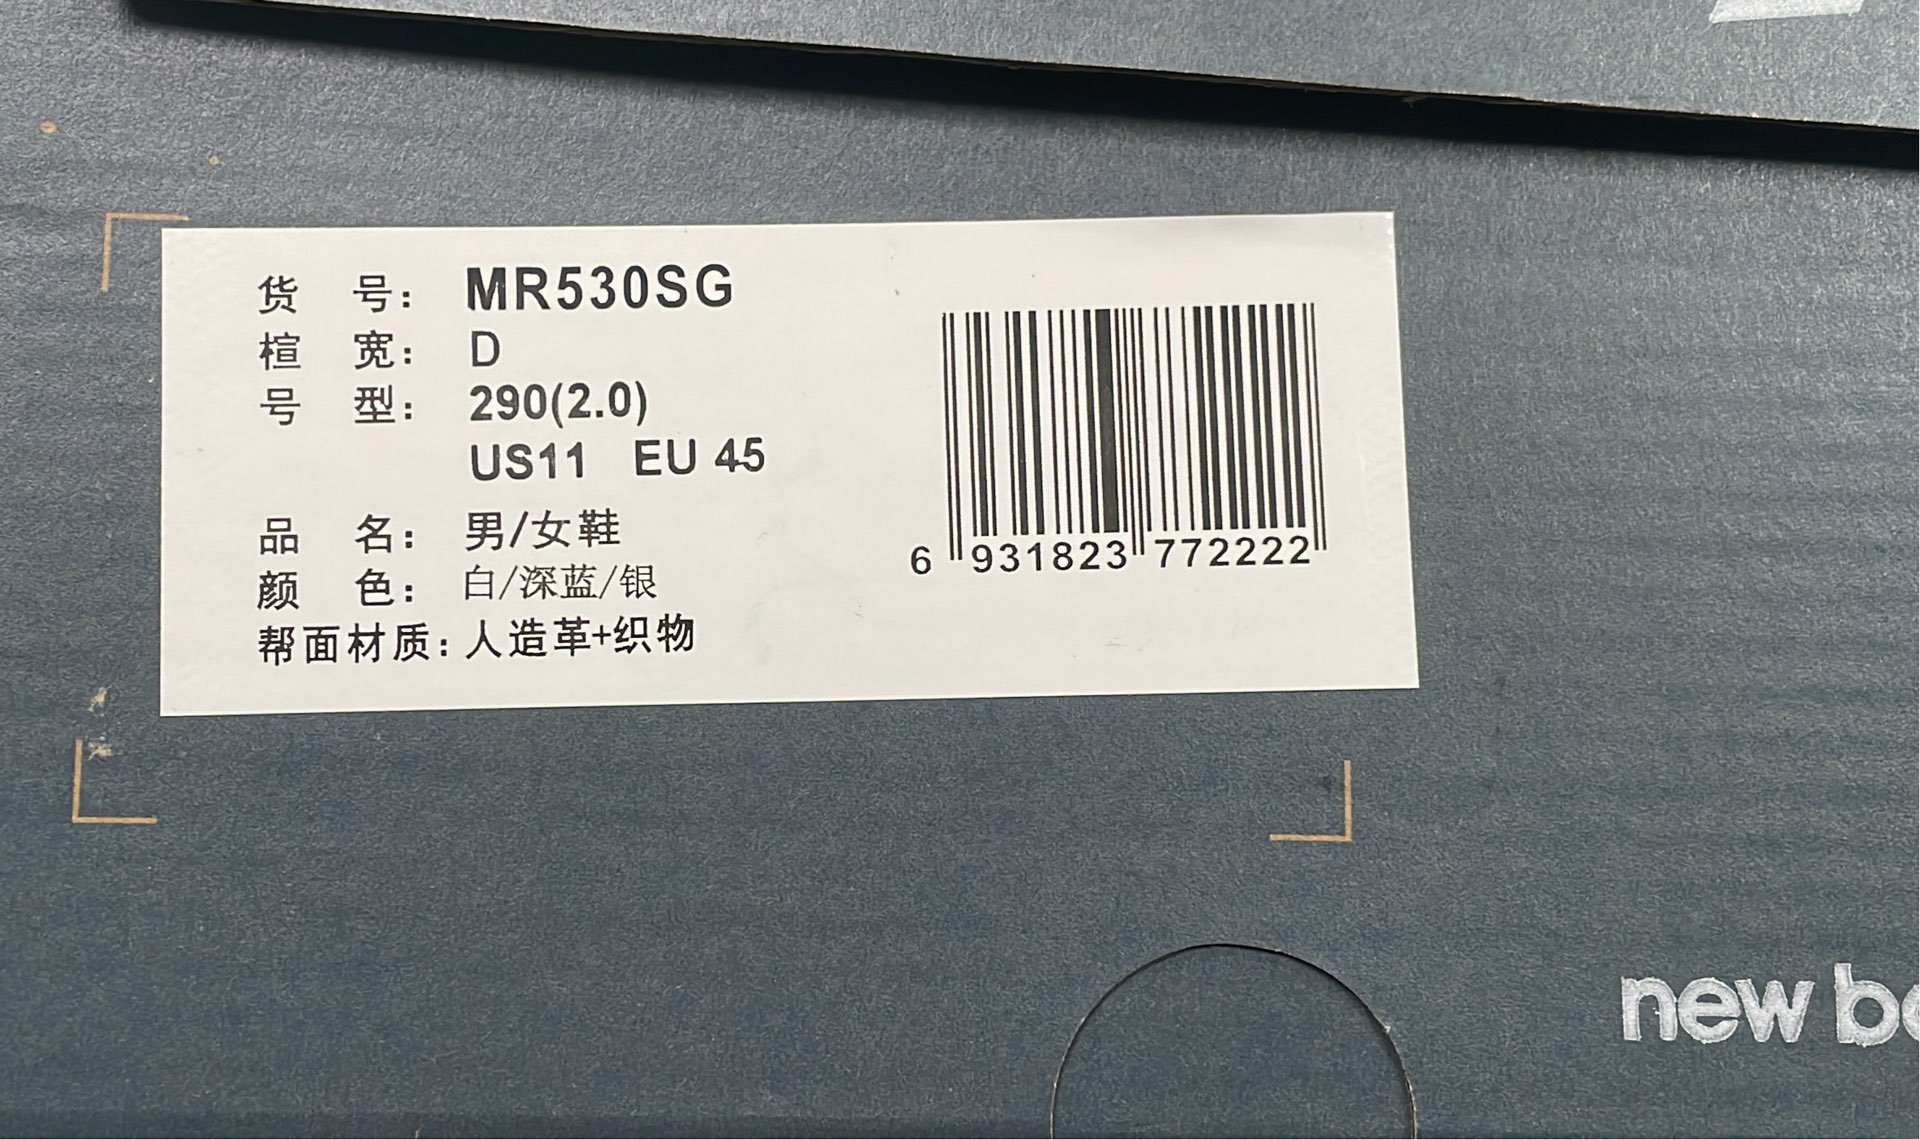 货 号: MR530SG
楦 宽: D
号 型: 290(2.0)
US11 EU 45
品 名: 男/女鞋
颜 色: 白/深蓝/银
帮面材质: 人造革+织物
6 931823 772222
new ba